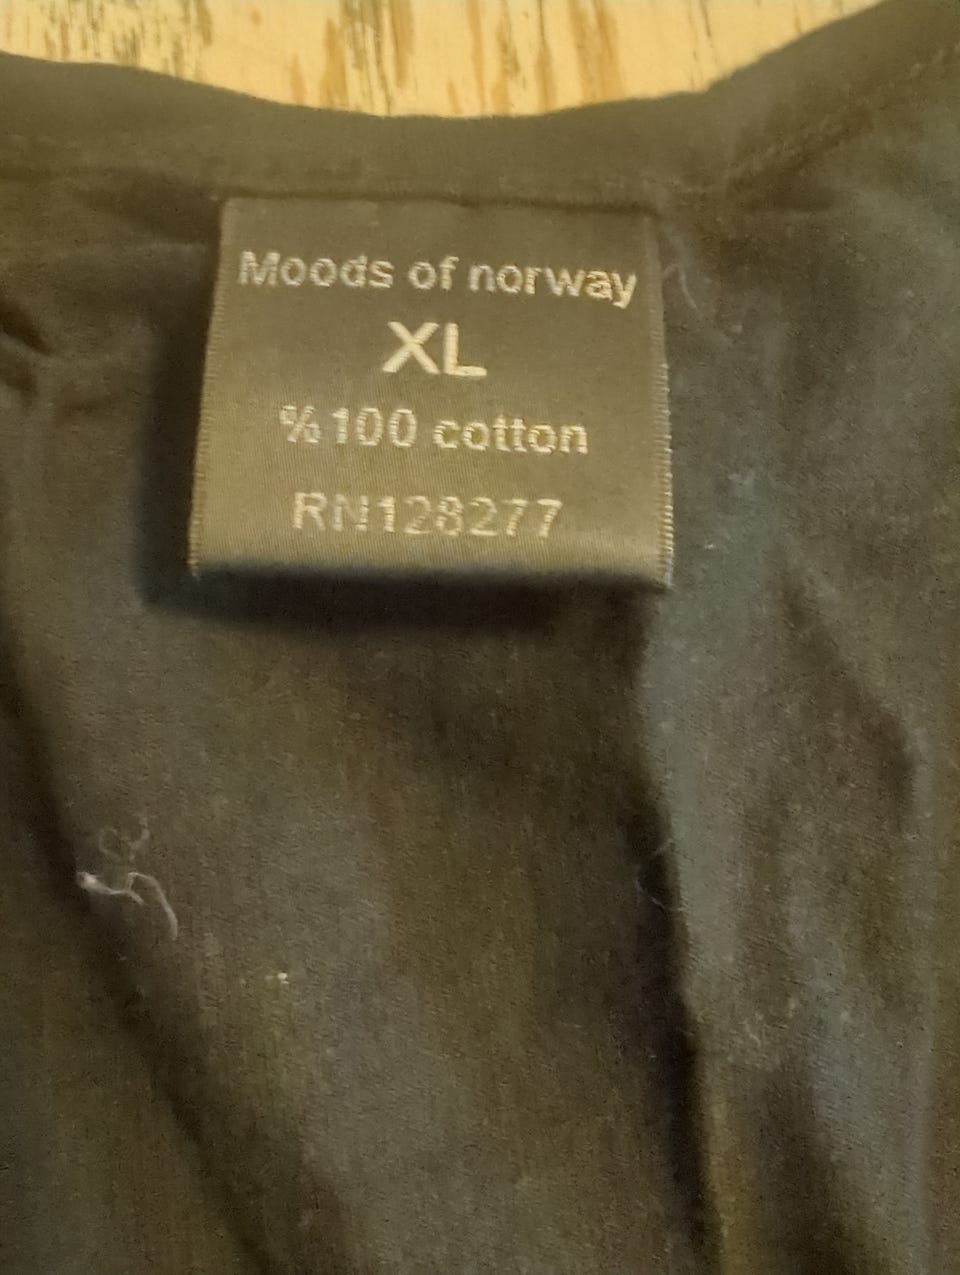 Moods of norway
XL
%100 cotton
RN128277